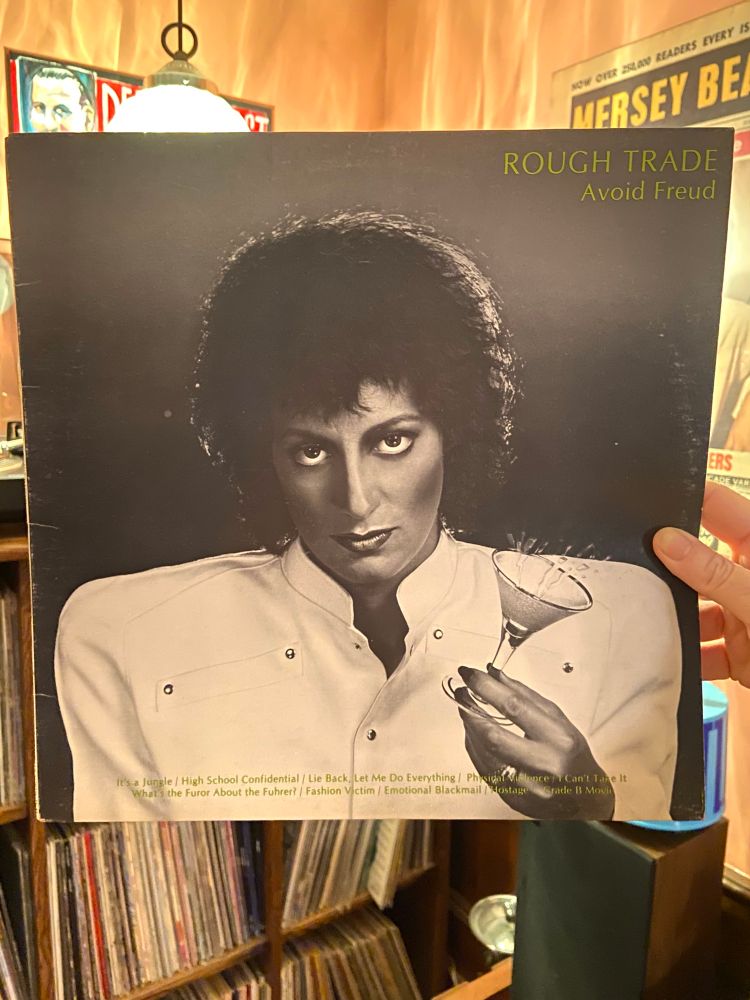 NOW OVER 250,000 READERS EVERY
MERSEY BEA
ROUGH TRADE
Avoid Freud
ERS
It's a Jungle / High School Confidential / Lie Back, Let Me Do Everything / Physical Violence / I Can't Take It
What's the Furor About the Fuhrer? / Fashion Victim / Emotional Blackmail / Hostage / Grade B Movie